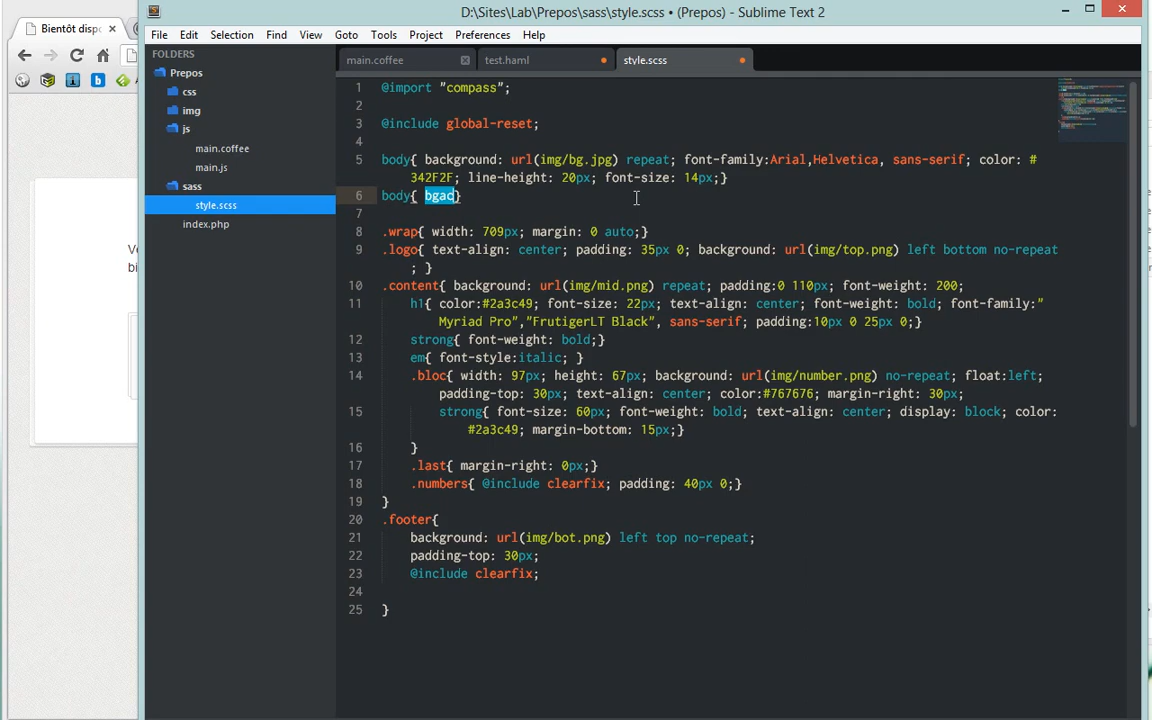 Bientôt dispo
D:\Sites\Lab\Prepos\sass\style.scss • (Prepos) - Sublime Text 2
File Edit Selection Find View Goto Tools Project Preferences Help
FOLDERS
Prepos
css
img
js
main.coffee
main.js
sass
style.scss
index.php
main.coffee test.haml style.scss
1 @import "compass";
2
3 @include global-reset;
4
5 body{ background: url(img/bg.jpg) repeat; font-family:Arial,Helvetica, sans-serif; color: #
342F2F; line-height: 20px; font-size: 14px;}
6 body{ bgac}
7
8 .wrap{ width: 709px; margin: 0 auto;}
9 .logo{ text-align: center; padding: 35px 0; background: url(img/top.png) left bottom no-repeat
; }
10 .content{ background: url(img/mid.png) repeat; padding:0 110px; font-weight: 200;
11 h1{ color:#2a3c49; font-size: 22px; text-align: center; font-weight: bold; font-family:"
Myriad Pro","FrutigerLT Black", sans-serif; padding:10px 0 25px 0;}
12 strong{ font-weight: bold;}
13 em{ font-style:italic; }
14 .bloc{ width: 97px; height: 67px; background: url(img/number.png) no-repeat; float:left;
padding-top: 30px; text-align: center; color:#767676; margin-right: 30px;
15 strong{ font-size: 60px; font-weight: bold; text-align: center; display: block; color:
#2a3c49; margin-bottom: 15px;}
16 }
17 .last{ margin-right: 0px;}
18 .numbers{ @include clearfix; padding: 40px 0;}
19 }
20 .footer{
21 background: url(img/bot.png) left top no-repeat;
22 padding-top: 30px;
23 @include clearfix;
24
25 }